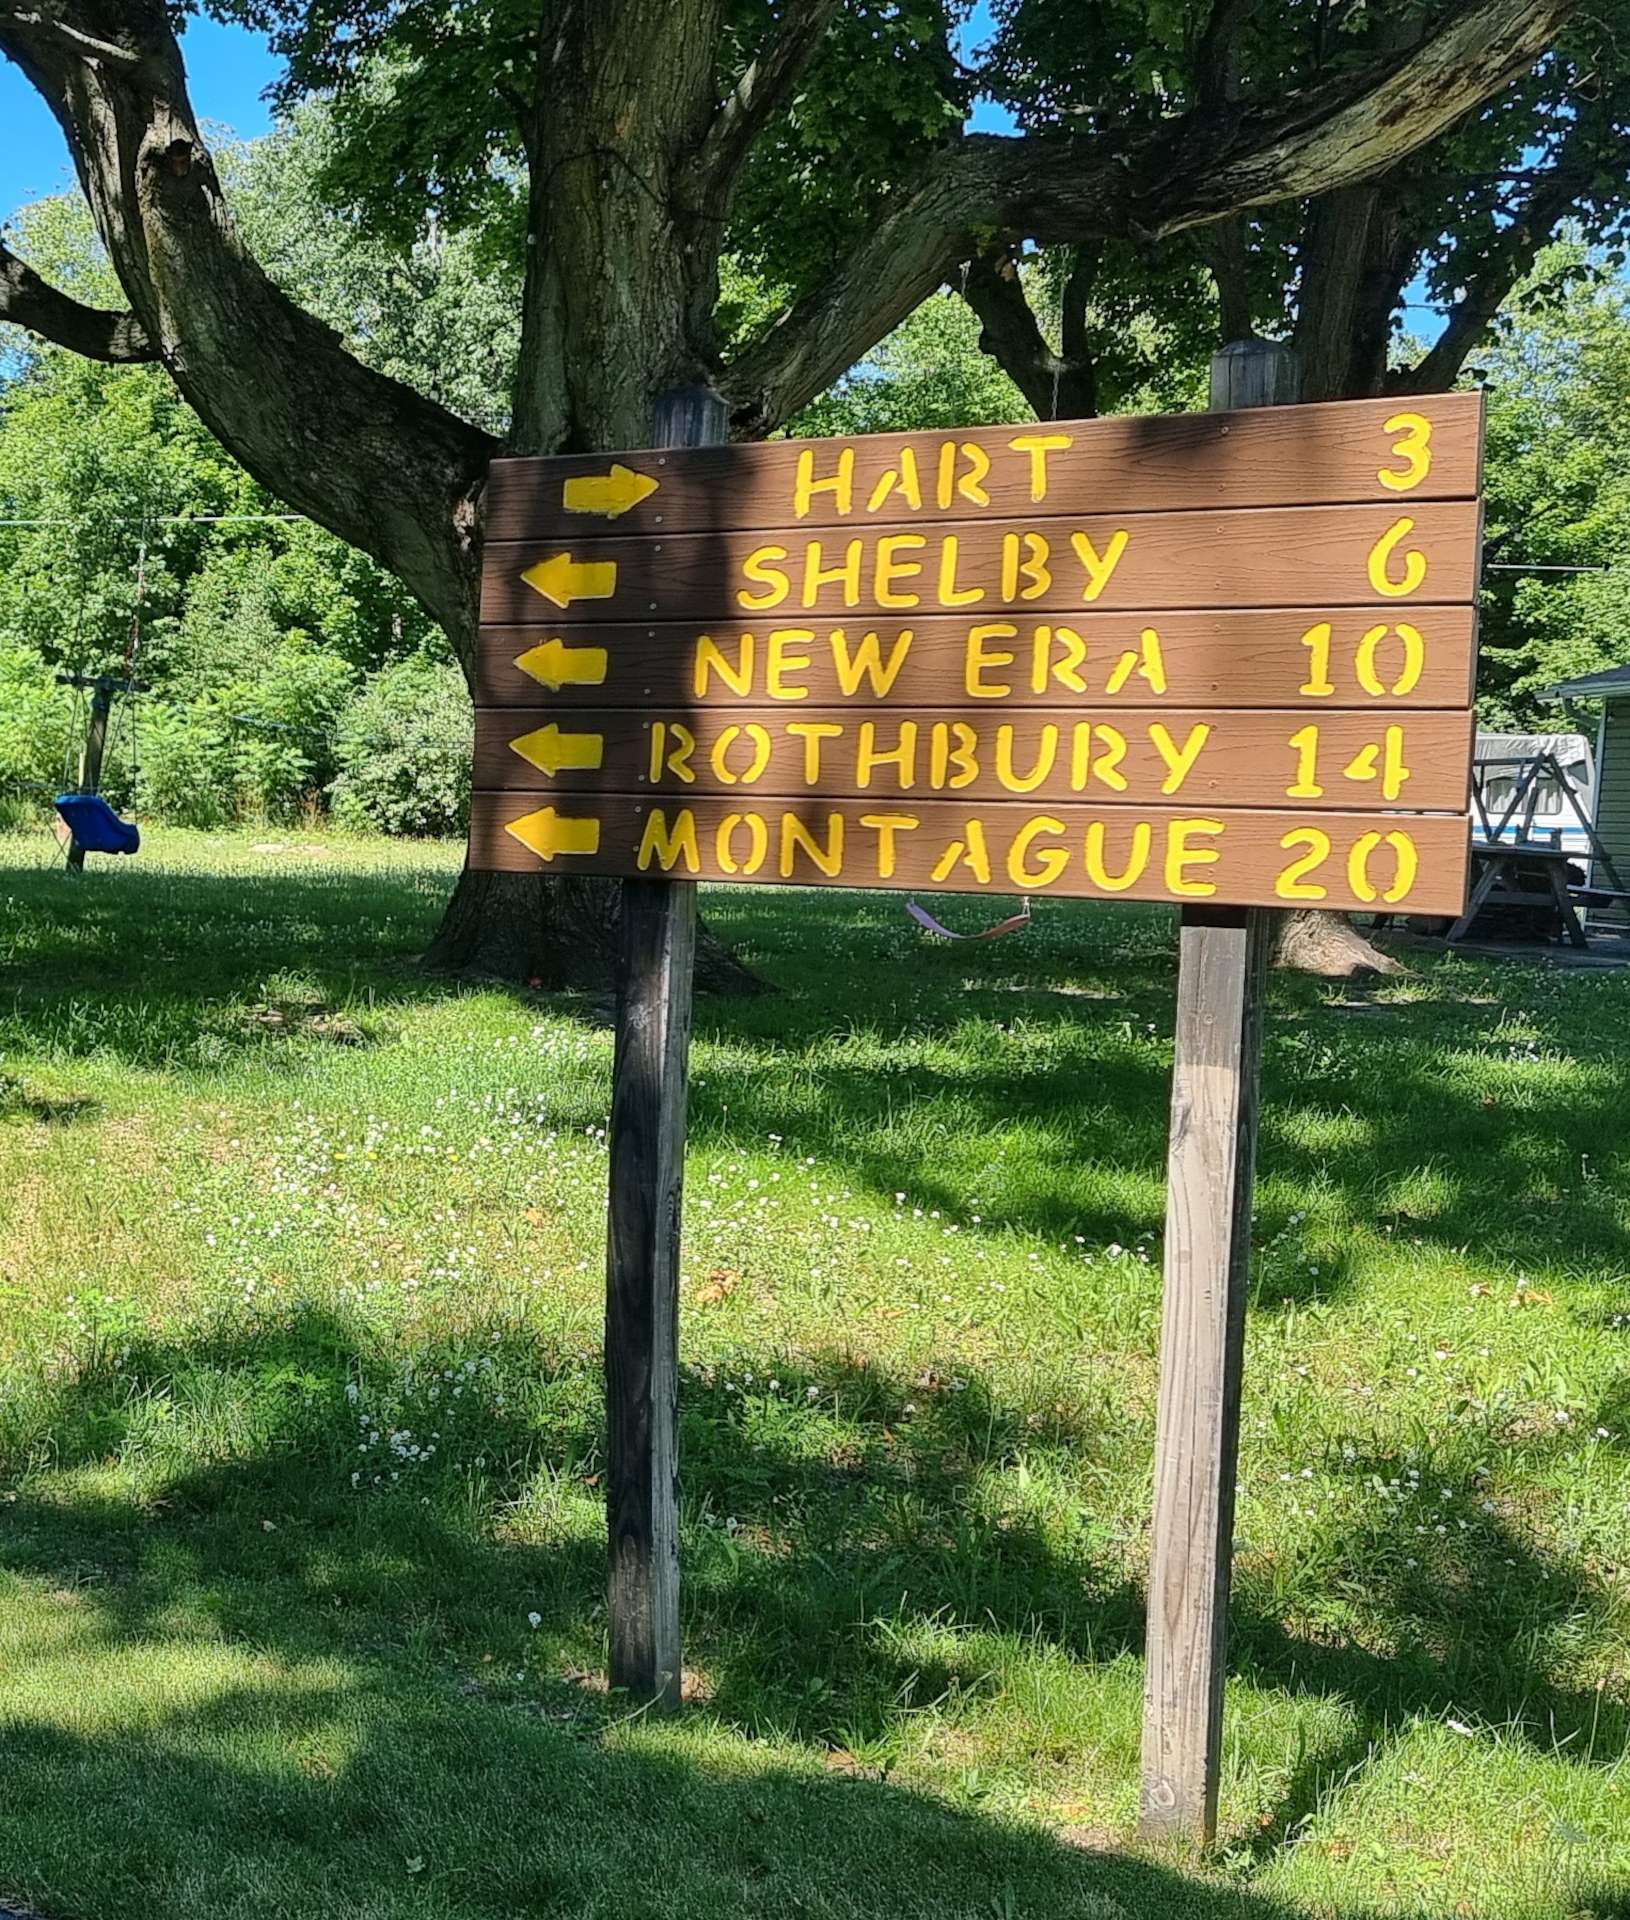 HART 3
SHELBY 6
NEW ERA 10
ROTHBURY 14
MONTAGUE 20